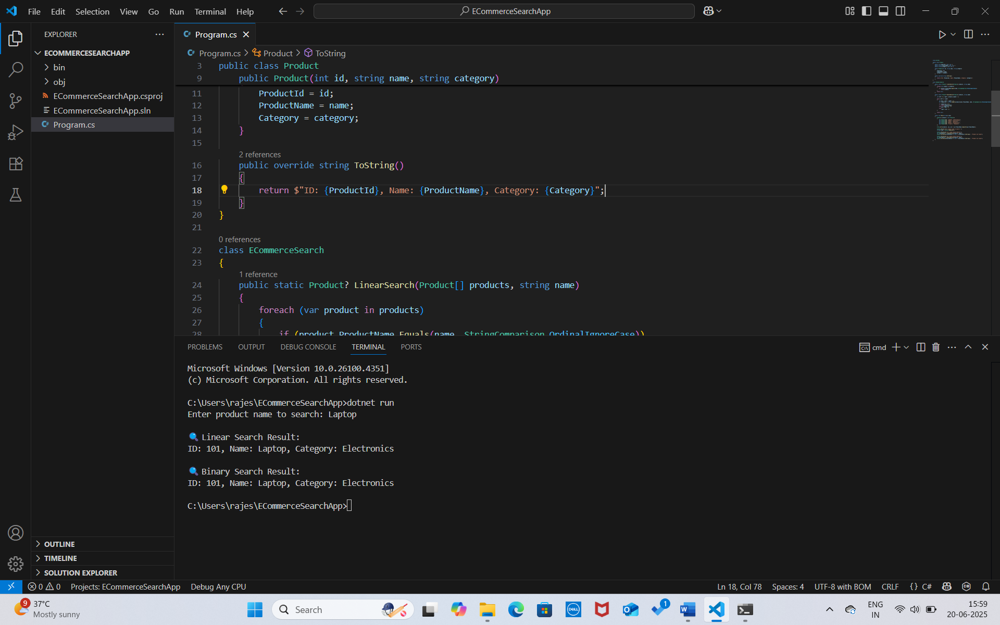 File Edit Selection View Go Run Terminal Help
ECommerceSearchApp
EXPLORER
ECOMMERCESEARCHAPP
bin
obj
ECommerceSearchApp.csproj
ECommerceSearchApp.sln
Program.cs
OUTLINE
TIMELINE
SOLUTION EXPLORER
Program.cs
Program.cs > Product > ToString
3 public class Product
9 public Product(int id, string name, string category)
11 ProductId = id;
12 ProductName = name;
13 Category = category;
14 }
15
2 references
16 public override string ToString()
17 {
18 return $"ID: {ProductId}, Name: {ProductName}, Category: {Category}";
19 }
20 }
21
0 references
22 class ECommerceSearch
23 {
1 reference
24 public static Product? LinearSearch(Product[] products, string name)
25 {
26 foreach (var product in products)
27 {
28 if (product.ProductName.Equals(name, StringComparison.OrdinalIgnoreCase))
PROBLEMS OUTPUT DEBUG CONSOLE TERMINAL PORTS
cmd
Microsoft Windows [Version 10.0.26100.4351]
(c) Microsoft Corporation. All rights reserved.
C:\Users\rajes\ECommerceSearchApp>dotnet run
Enter product name to search: Laptop
Linear Search Result:
ID: 101, Name: Laptop, Category: Electronics
Binary Search Result:
ID: 101, Name: Laptop, Category: Electronics
C:\Users\rajes\ECommerceSearchApp>
0 0 Projects: ECommerceSearchApp Debug Any CPU
Ln 18, Col 78 Spaces: 4 UTF-8 with BOM CRLF {} C#
9
37°C
Mostly sunny
Search
DELL
1
ENG
IN
15:59
20-06-2025